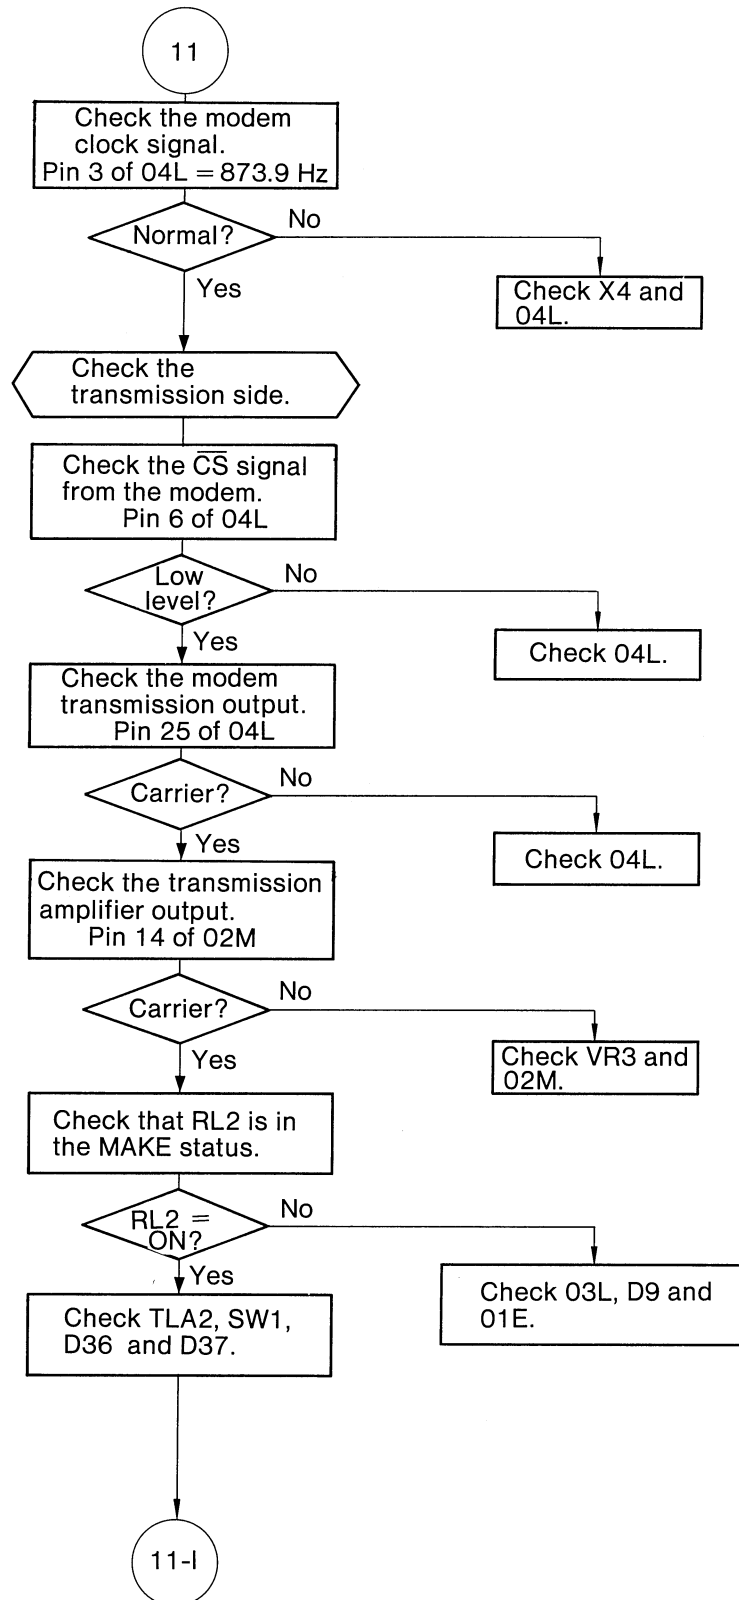 11
Check the modem
clock signal.
Pin 3 of 04L = 873.9 Hz
Normal?
No
Yes
Check X4 and
04L.
Check the
transmission side.
Check the C̅S̅ signal
from the modem.
Pin 6 of 04L
Low
level?
No
Yes
Check 04L.
Check the modem
transmission output.
Pin 25 of 04L
Carrier?
No
Yes
Check 04L.
Check the transmission
amplifier output.
Pin 14 of 02M
Carrier?
No
Yes
Check VR3 and
02M.
Check that RL2 is in
the MAKE status.
RL2 =
ON?
No
Yes
Check 03L, D9 and
01E.
Check TLA2, SW1,
D36 and D37.
11-I